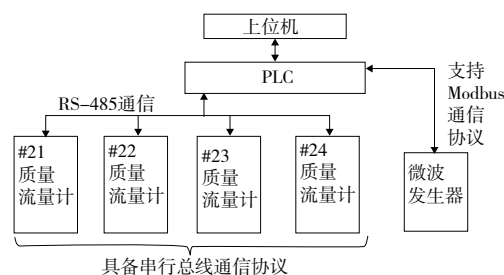 上位机
PLC
支持
Modbus
通信
协议
RS-485通信
#21
质量
流量计
#22
质量
流量计
#23
质量
流量计
#24
质量
流量计
微波
发生器
具备串行总线通信协议